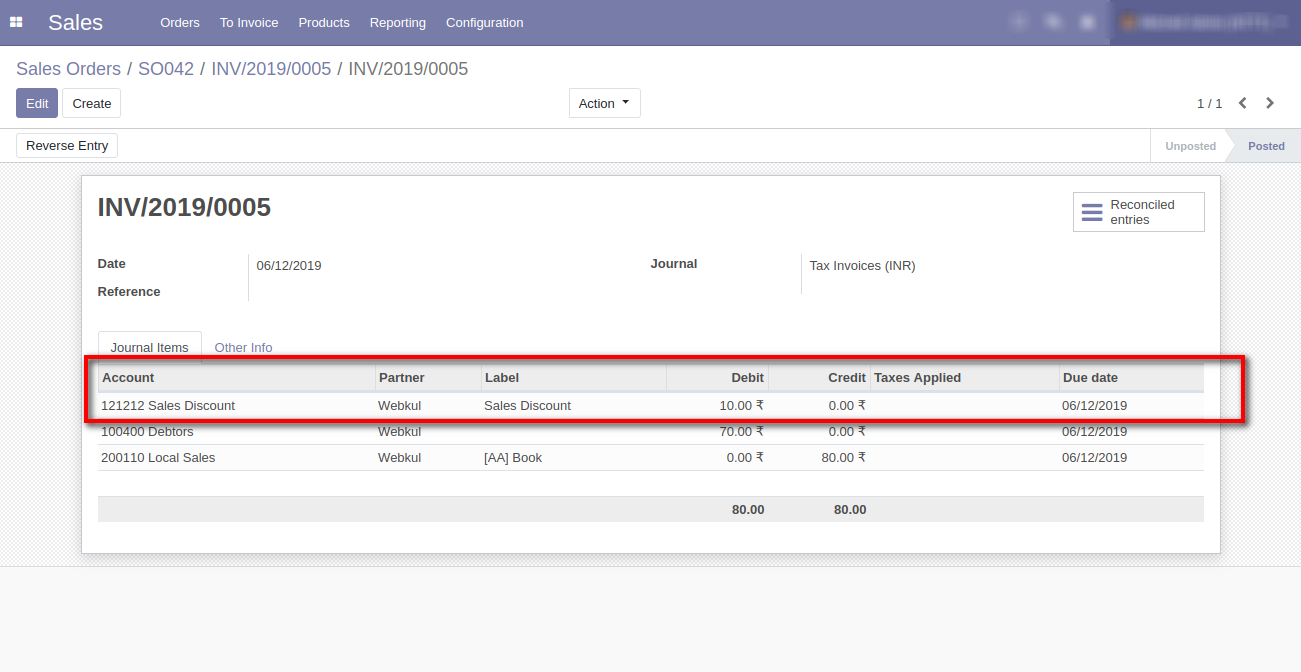 Sales Orders To Invoice Products Reporting Configuration
Sales Orders / SO042 / INV/2019/0005 / INV/2019/0005
Edit Create Action 1 / 1
Reverse Entry Unposted Posted
INV/2019/0005
Reconciled
entries
Date 06/12/2019 Journal Tax Invoices (INR)
Reference
Journal Items Other Info
Account Partner Label Debit Credit Taxes Applied Due date
121212 Sales Discount Webkul Sales Discount 10.00 ₹ 0.00 ₹ 06/12/2019
100400 Debtors Webkul 70.00 ₹ 0.00 ₹ 06/12/2019
200110 Local Sales Webkul [AA] Book 0.00 ₹ 80.00 ₹ 06/12/2019
80.00 80.00